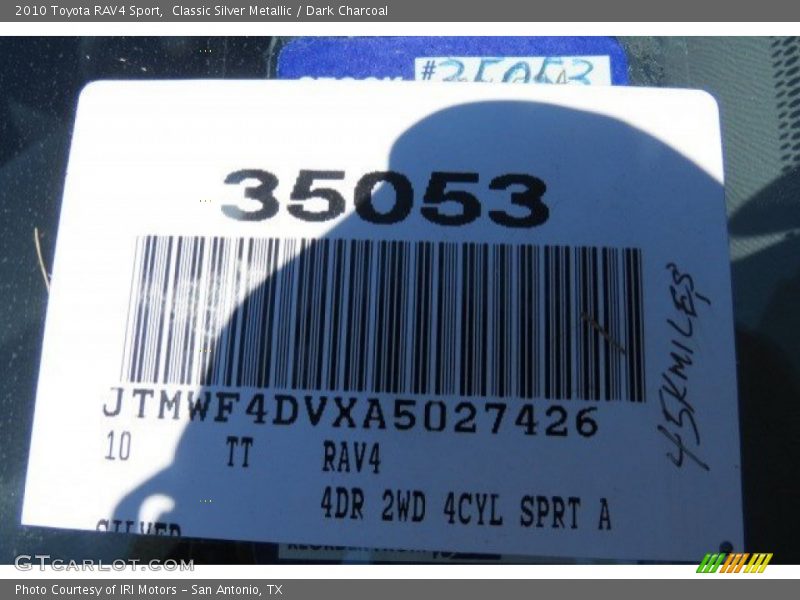 2010 Toyota RAV4 Sport,  Classic Silver Metallic / Dark Charcoal
#35053
35053
JTMWF4DVXA5027426
10 TT RAV4
4DR 2WD 4CYL SPRT A
SILVER
45K MILES
GTCarLot.com
Photo Courtesy of IRI Motors - San Antonio, TX